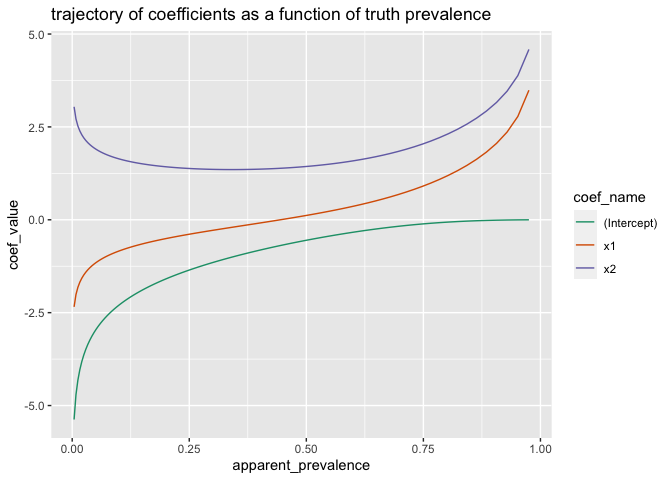 trajectory of coefficients as a function of truth prevalence
5.0
2.5
0.0
-2.5
-5.0
coef_value
0.00 0.25 0.50 0.75 1.00
apparent_prevalence
coef_name
(Intercept)
x1
x2